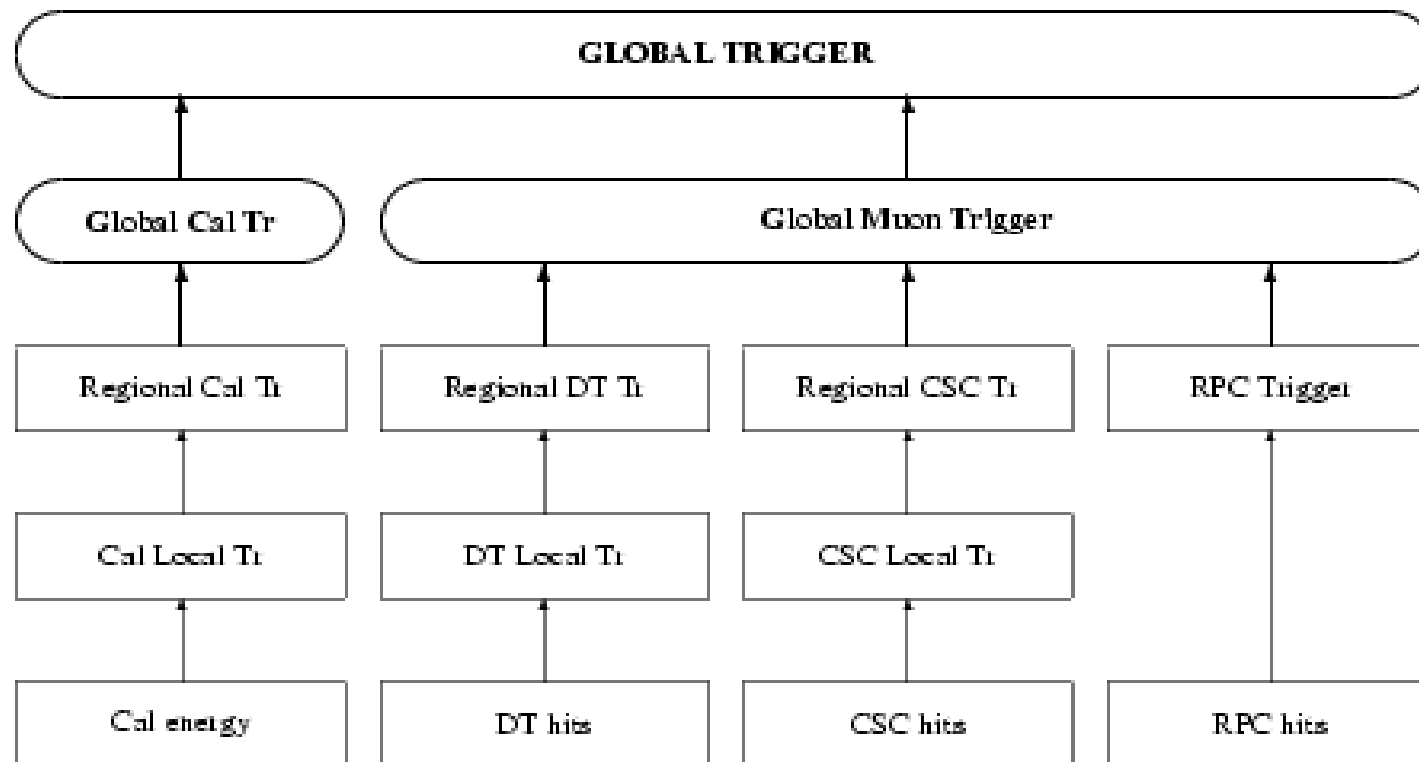 GLOBAL TRIGGER
Global Cal Tr
Global Muon Trigger
Regional Cal Tr
Regional DT Tr
Regional CSC Tr
RPC Trigger
Cal Local Tr
DT Local Tr
CSC Local Tr
Cal energy
DT hits
CSC hits
RPC hits